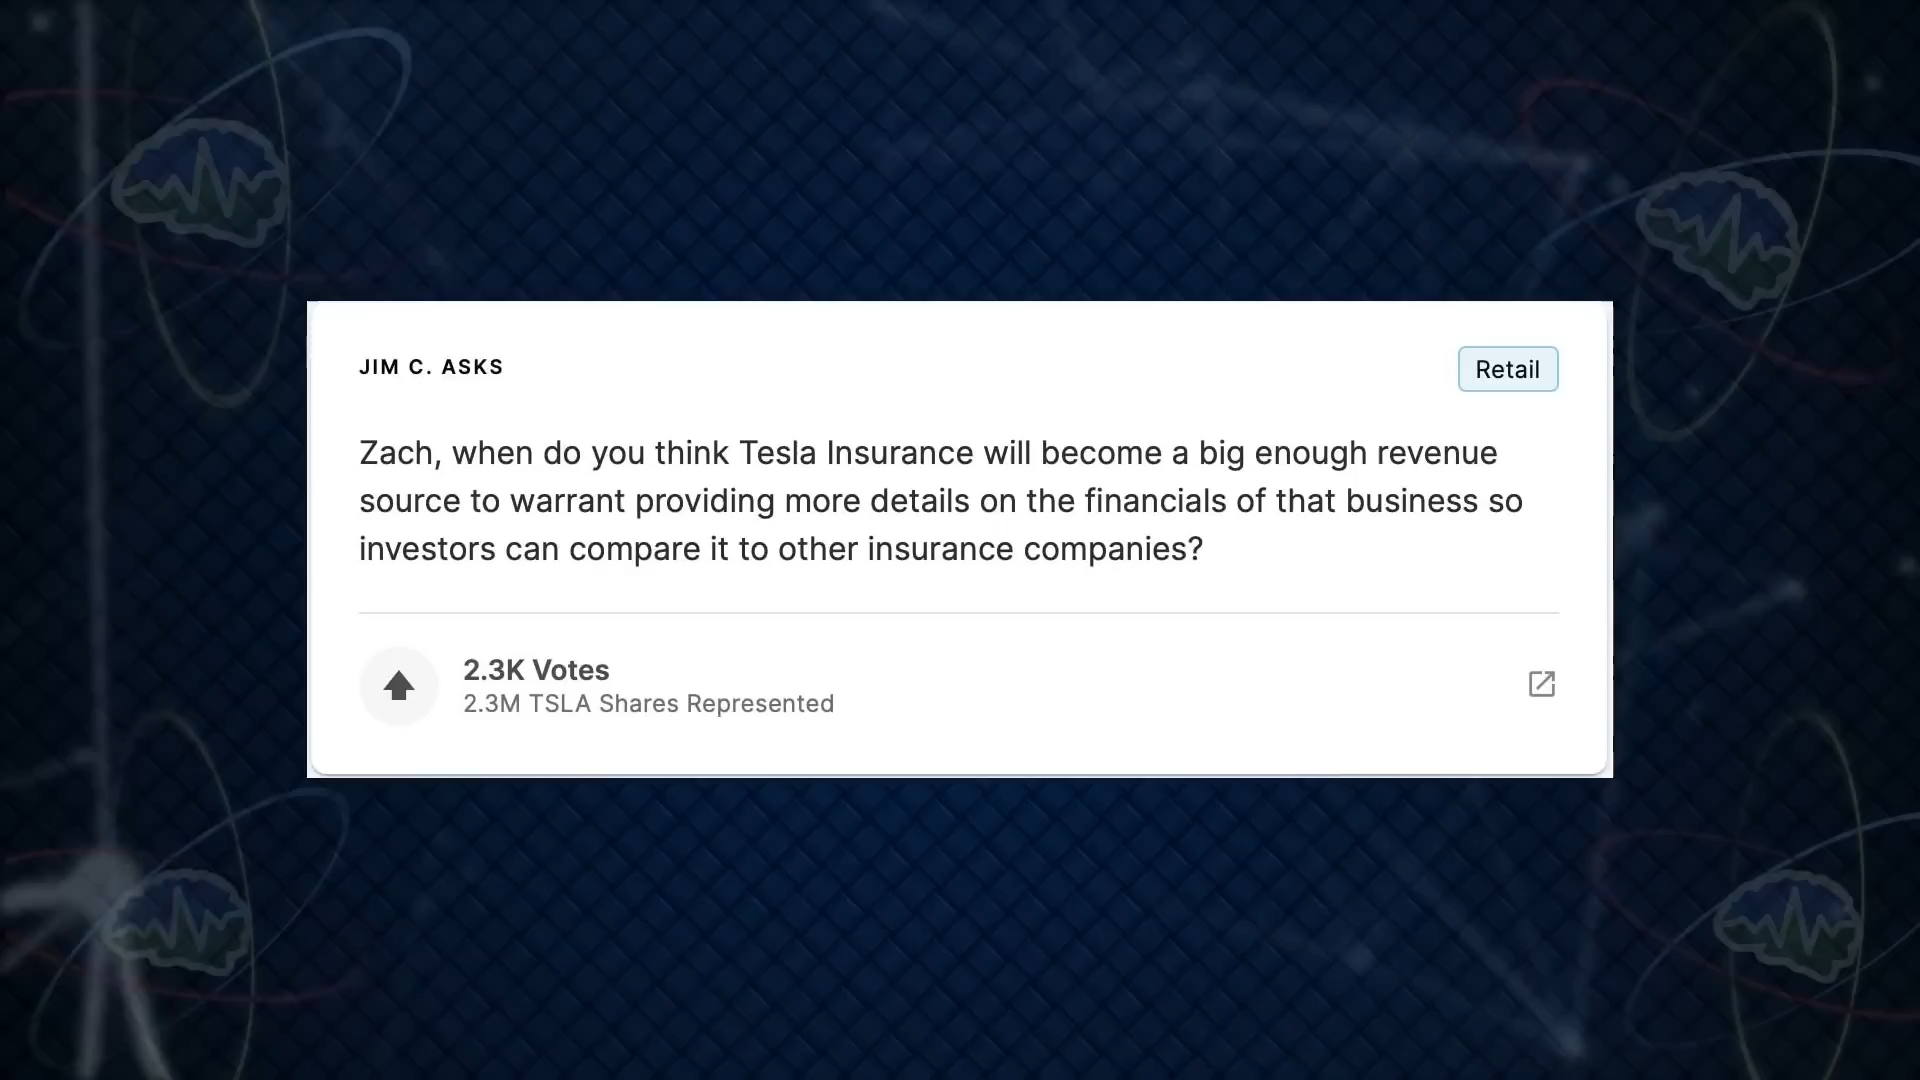 JIM C. ASKS
Retail
Zach, when do you think Tesla Insurance will become a big enough revenue
source to warrant providing more details on the financials of that business so
investors can compare it to other insurance companies?
2.3K Votes
2.3M TSLA Shares Represented